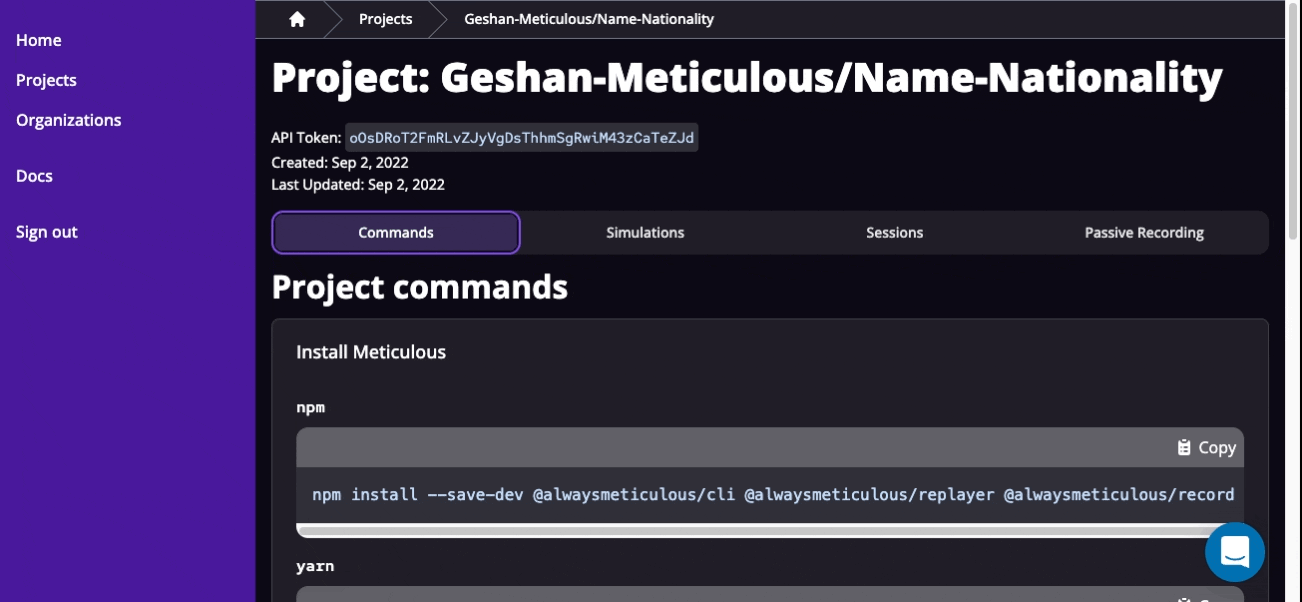 Home
Projects
Organizations
Docs
Sign out
Projects
Geshan-Meticulous/Name-Nationality
Project: Geshan-Meticulous/Name-Nationality
API Token: oOsDRoT2FmRLvZJyVgDsThhmSgRwiM43zCaTeZJd
Created: Sep 2, 2022
Last Updated: Sep 2, 2022
Commands
Simulations
Sessions
Passive Recording
Project commands
Install Meticulous
npm
Copy
npm install --save-dev @alwaysmeticulous/cli @alwaysmeticulous/replayer @alwaysmeticulous/record
yarn